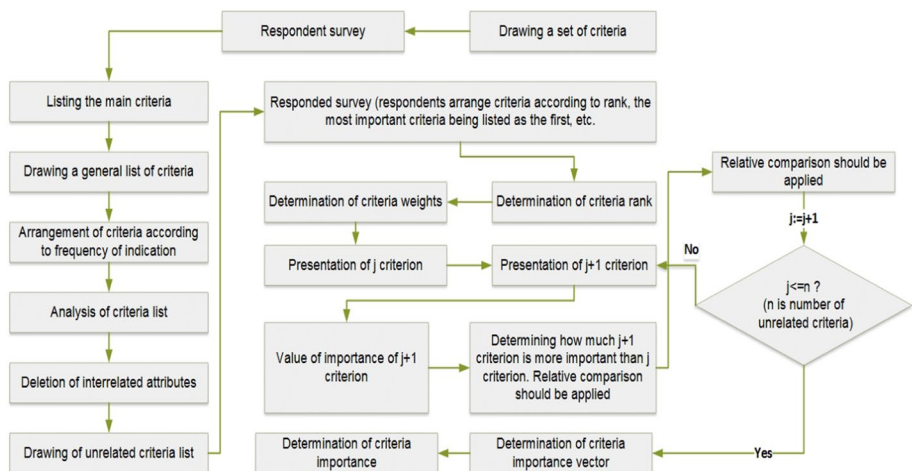 Drawing a set of criteria
Respondent survey
Listing the main criteria
Drawing a general list of criteria
Arrangement of criteria according
to frequency of indication
Analysis of criteria list
Deletion of interrelated attributes
Drawing of unrelated criteria list
Responded survey (respondents arrange criteria according to rank, the
most important criteria being listed as the first, etc.
Determination of criteria rank
Determination of criteria weights
Presentation of j criterion
Presentation of j+1 criterion
Value of importance of j+1
criterion
Determining how much j+1
criterion is more important than j
criterion. Relative comparison
should be applied
Relative comparison should be
applied
j:=j+1
j<=n ?
(n is number of
unrelated criteria)
No
Yes
Determination of criteria
importance vector
Determination of criteria
importance